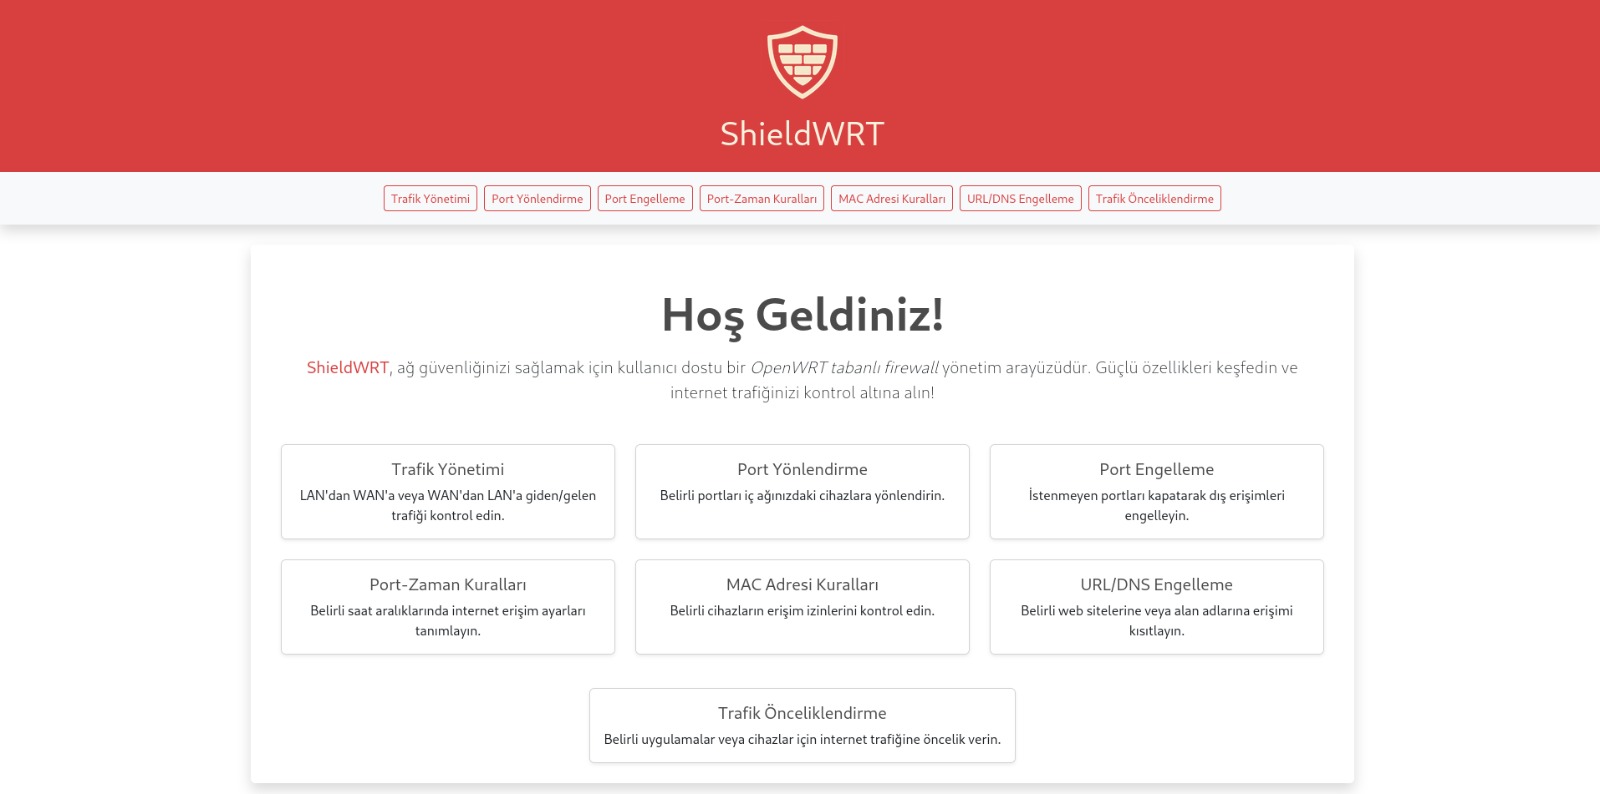 ShieldWRT
Trafik Yönetimi
Port Yönlendirme
Port Engelleme
Port-Zaman Kuralları
MAC Adresi Kuralları
URL/DNS Engelleme
Trafik Önceliklendirme
Hoş Geldiniz!
ShieldWRT, ağ güvenliğinizi sağlamak için kullanıcı dostu bir OpenWRT tabanlı firewall yönetim arayüzüdür. Güçlü özellikleri keşfedin ve
internet trafiğinizi kontrol altına alın!
Trafik Yönetimi
LAN'dan WAN'a veya WAN'dan LAN'a giden/gelen
trafiği kontrol edin.
Port Yönlendirme
Belirli portları iç ağınızdaki cihazlara yönlendirin.
Port Engelleme
İstenmeyen portları kapatarak dış erişimleri
engelleyin.
Port-Zaman Kuralları
Belirli saat aralıklarında internet erişim ayarları
tanımlayın.
MAC Adresi Kuralları
Belirli cihazların erişim izinlerini kontrol edin.
URL/DNS Engelleme
Belirli web sitelerine veya alan adlarına erişimi
kısıtlayın.
Trafik Önceliklendirme
Belirli uygulamalar veya cihazlar için internet trafiğine öncelik verin.